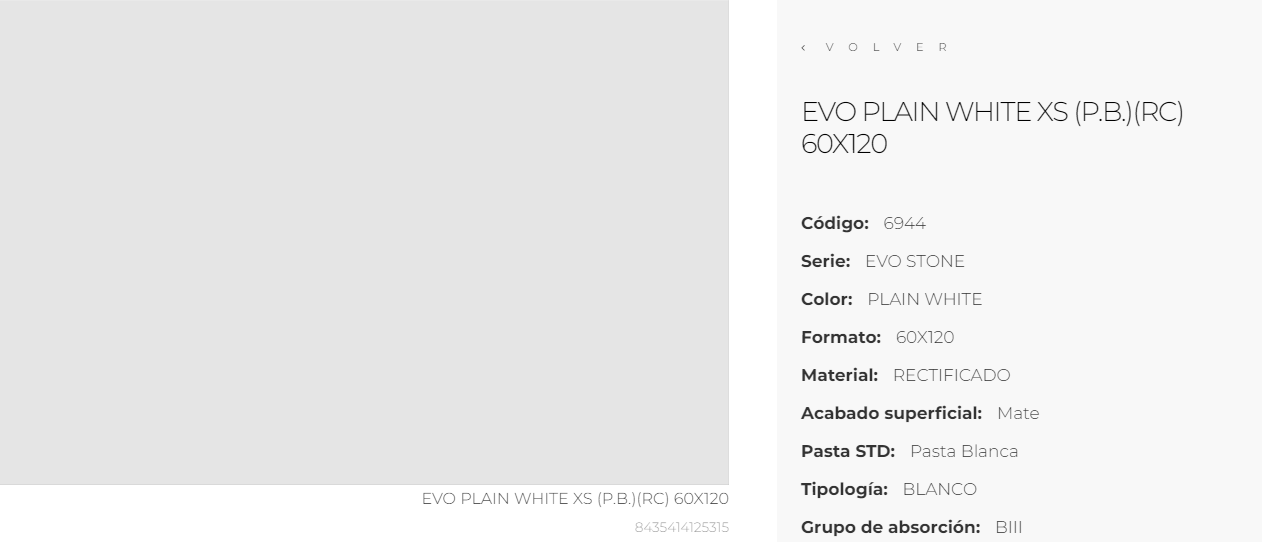 ‹ VOLVER
EVO PLAIN WHITE XS (P.B.)(RC)
60X120
Código: 6944
Serie: EVO STONE
Color: PLAIN WHITE
Formato: 60X120
Material: RECTIFICADO
Acabado superficial: Mate
Pasta STD: Pasta Blanca
Tipología: BLANCO
Grupo de absorción: BIII
EVO PLAIN WHITE XS (P.B.)(RC) 60X120
8435414125315